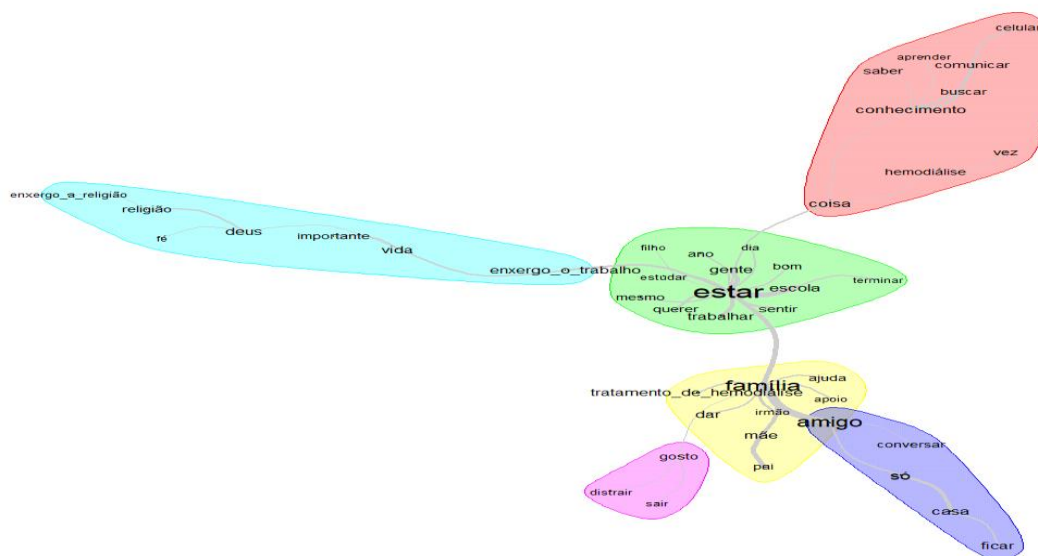 celular
aprender
comunicar
saber
buscar
conhecimento
vez
hemodiálise
coisa
enxergo_a_religião
religião
deus
fé
importante
vida
enxergo_o_trabalho
filho
ano
dia
gente
bom
estudar
terminar
estar
escola
mesmo
querer
sentir
trabalhar
família
ajuda
tratamento_de_hemodiálise
apoio
dar
irmão
amigo
mãe
pai
conversar
só
casa
ficar
gosto
distrair
sair